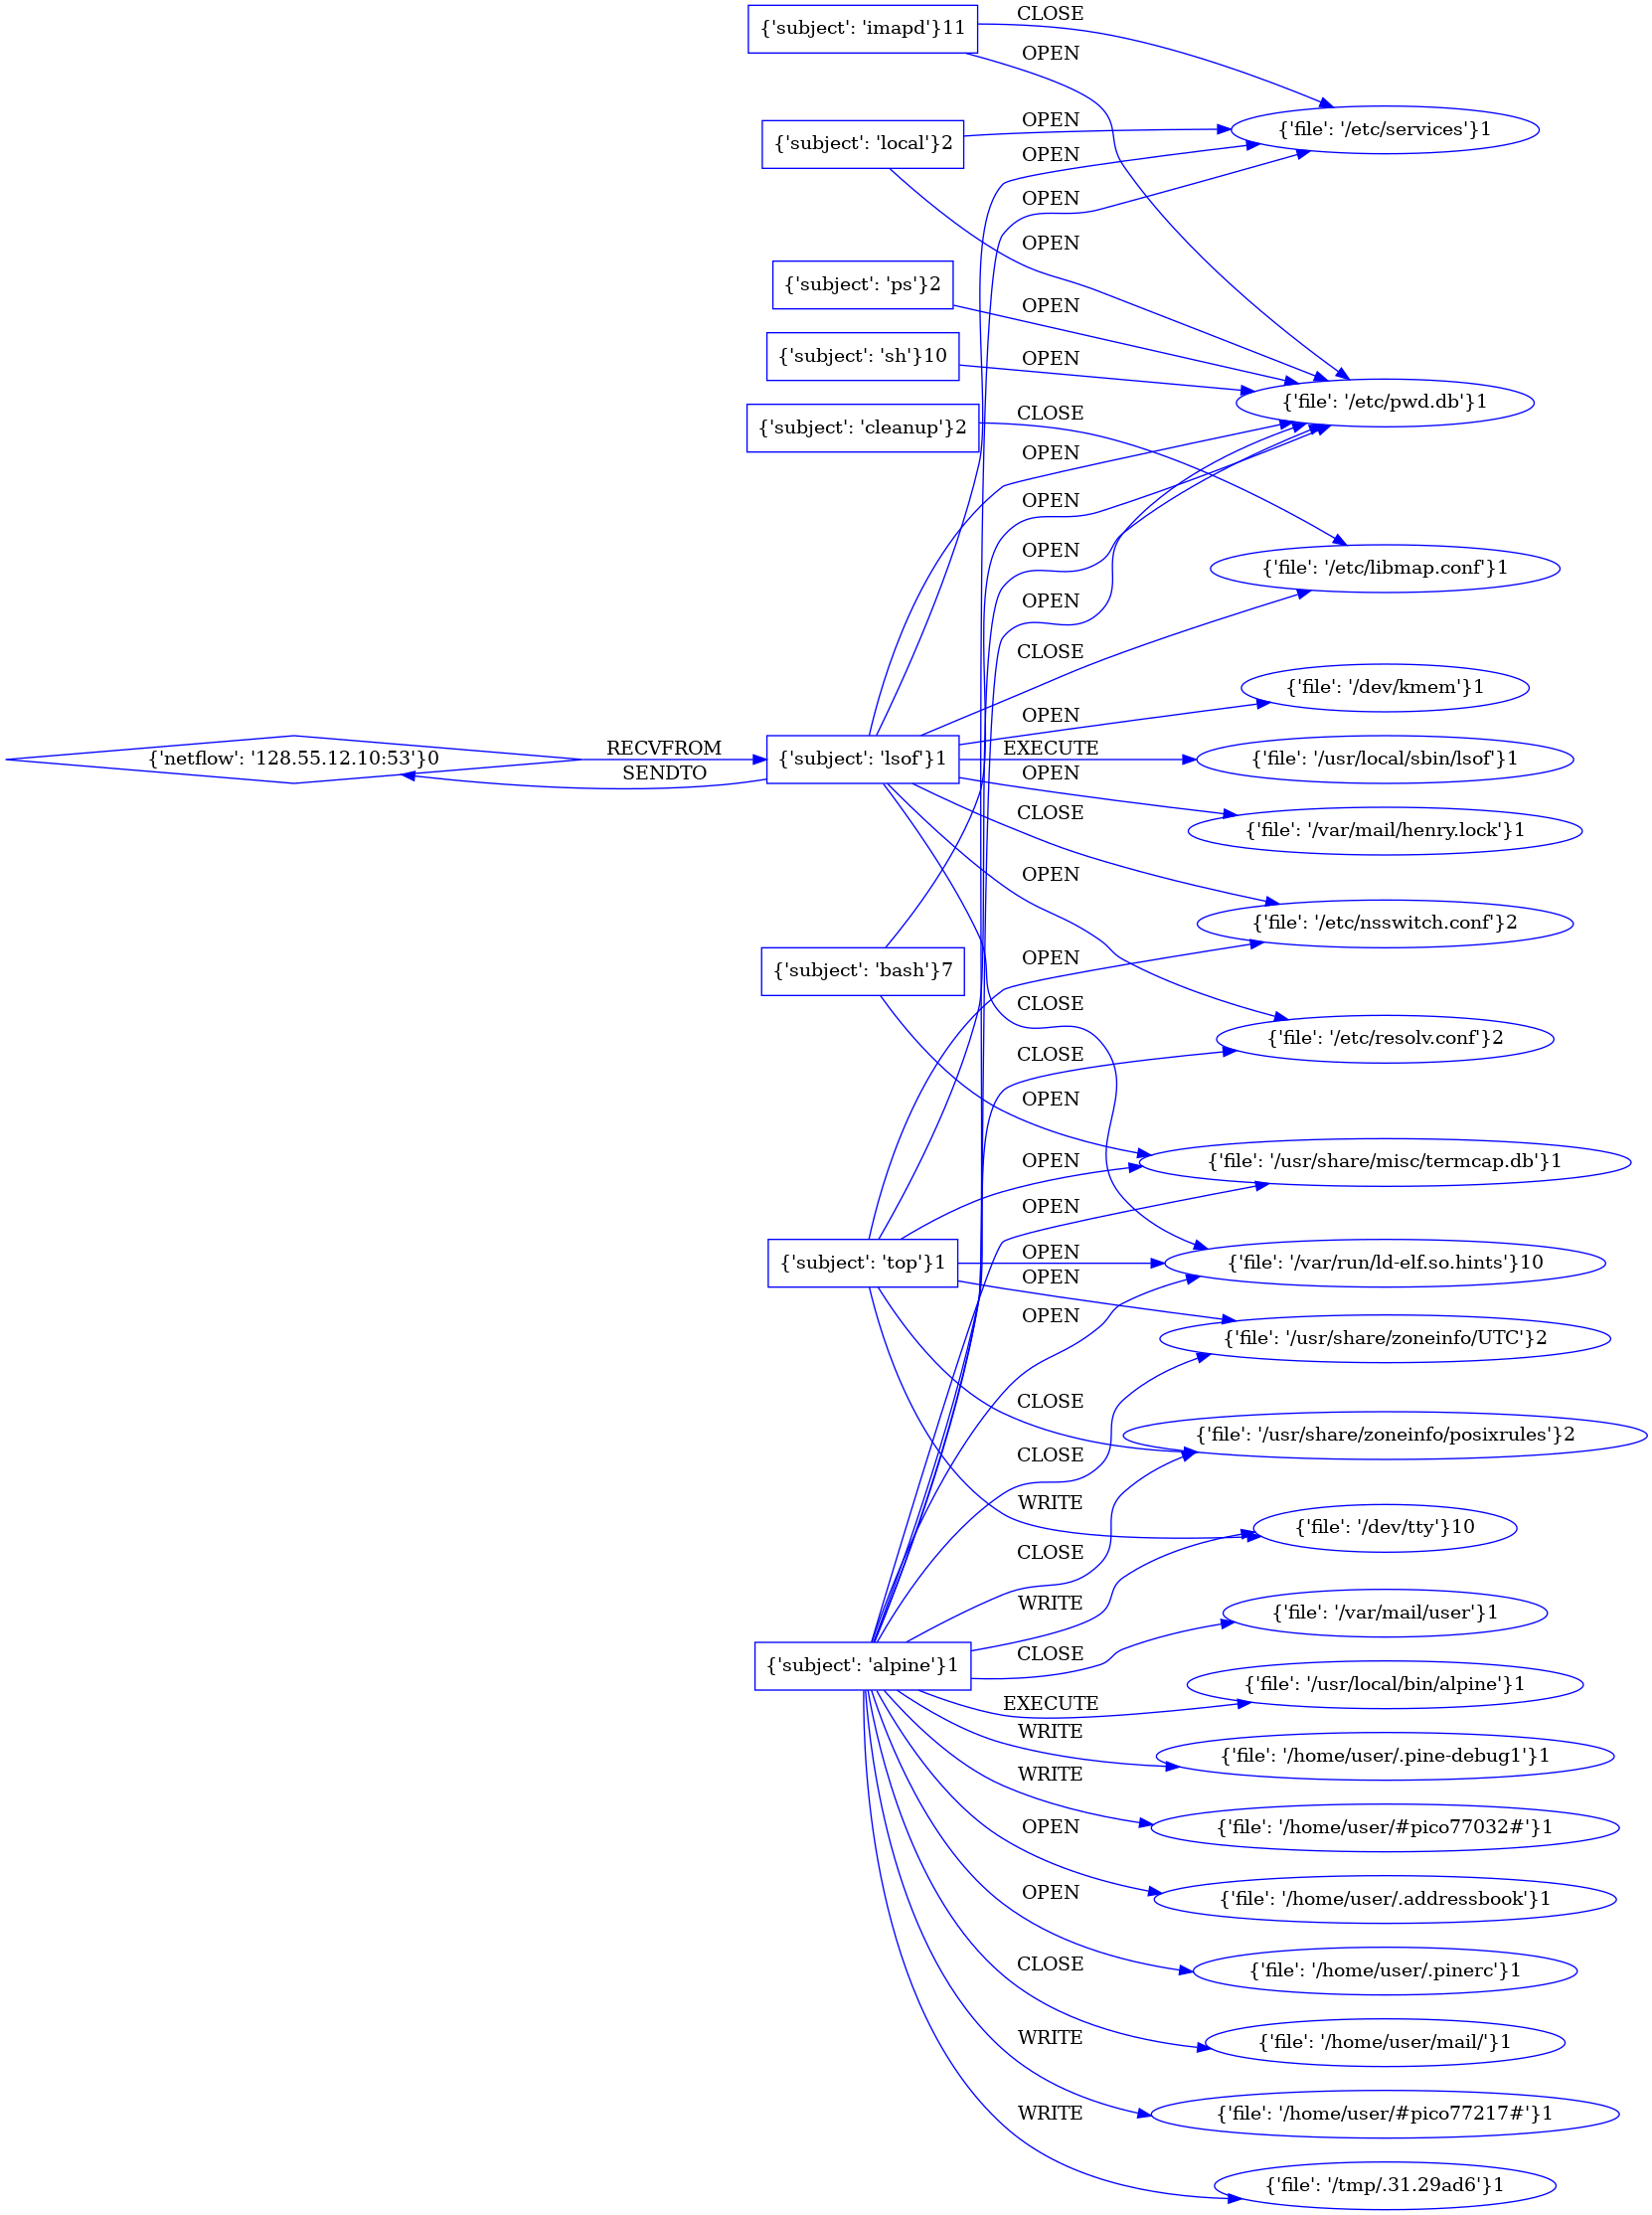 {'subject': 'imapd'}11
CLOSE
OPEN
{'subject': 'local'}2
OPEN
{'file': '/etc/services'}1
OPEN
OPEN
OPEN
{'subject': 'ps'}2
OPEN
{'subject': 'sh'}10
OPEN
{'file': '/etc/pwd.db'}1
{'subject': 'cleanup'}2
CLOSE
OPEN
OPEN
OPEN
{'file': '/etc/libmap.conf'}1
OPEN
CLOSE
{'file': '/dev/kmem'}1
OPEN
{'netflow': '128.55.12.10:53'}0
RECVFROM
SENDTO
{'subject': 'lsof'}1
EXECUTE
{'file': '/usr/local/sbin/lsof'}1
OPEN
{'file': '/var/mail/henry.lock'}1
CLOSE
OPEN
{'file': '/etc/nsswitch.conf'}2
OPEN
{'subject': 'bash'}7
CLOSE
{'file': '/etc/resolv.conf'}2
CLOSE
OPEN
OPEN
{'file': '/usr/share/misc/termcap.db'}1
OPEN
{'subject': 'top'}1
OPEN
{'file': '/var/run/ld-elf.so.hints'}10
OPEN
OPEN
{'file': '/usr/share/zoneinfo/UTC'}2
CLOSE
{'file': '/usr/share/zoneinfo/posixrules'}2
CLOSE
WRITE
{'file': '/dev/tty'}10
CLOSE
WRITE
{'file': '/var/mail/user'}1
{'subject': 'alpine'}1
CLOSE
{'file': '/usr/local/bin/alpine'}1
EXECUTE
WRITE
{'file': '/home/user/.pine-debug1'}1
WRITE
{'file': '/home/user/#pico77032#'}1
OPEN
{'file': '/home/user/.addressbook'}1
OPEN
{'file': '/home/user/.pinerc'}1
CLOSE
{'file': '/home/user/mail/'}1
WRITE
{'file': '/home/user/#pico77217#'}1
WRITE
{'file': '/tmp/.31.29ad6'}1